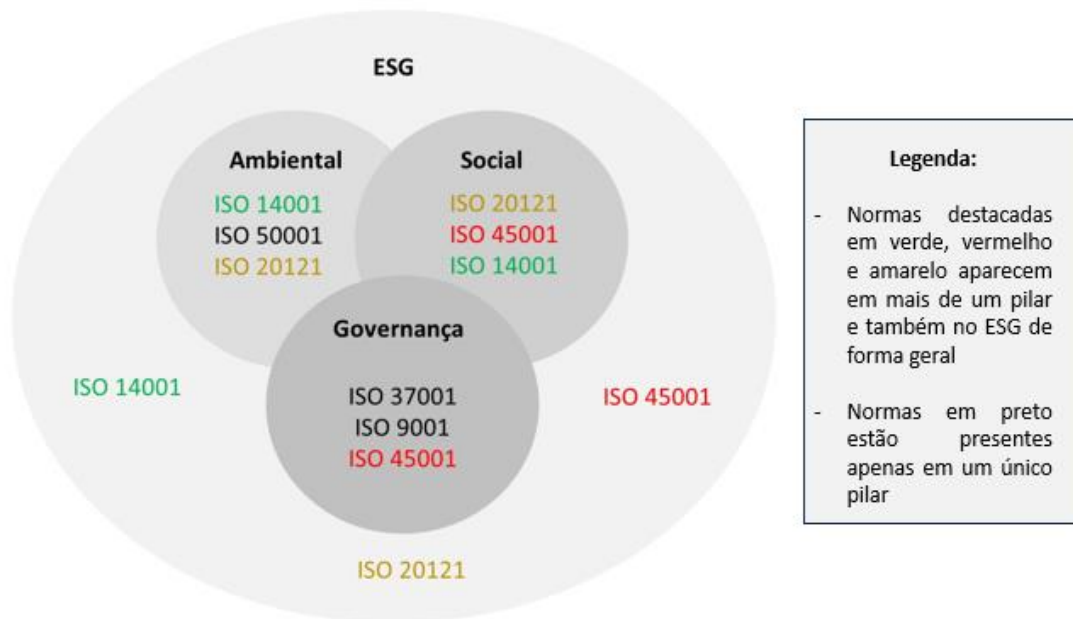 ESG
Ambiental
ISO 14001
ISO 50001
ISO 20121
Social
ISO 20121
ISO 45001
ISO 14001
Governança
ISO 37001
ISO 9001
ISO 45001
ISO 14001
ISO 45001
ISO 20121
Legenda:
- Normas destacadas
em verde, vermelho
e amarelo aparecem
em mais de um pilar
e também no ESG de
forma geral
- Normas em preto
estão presentes
apenas em um único
pilar